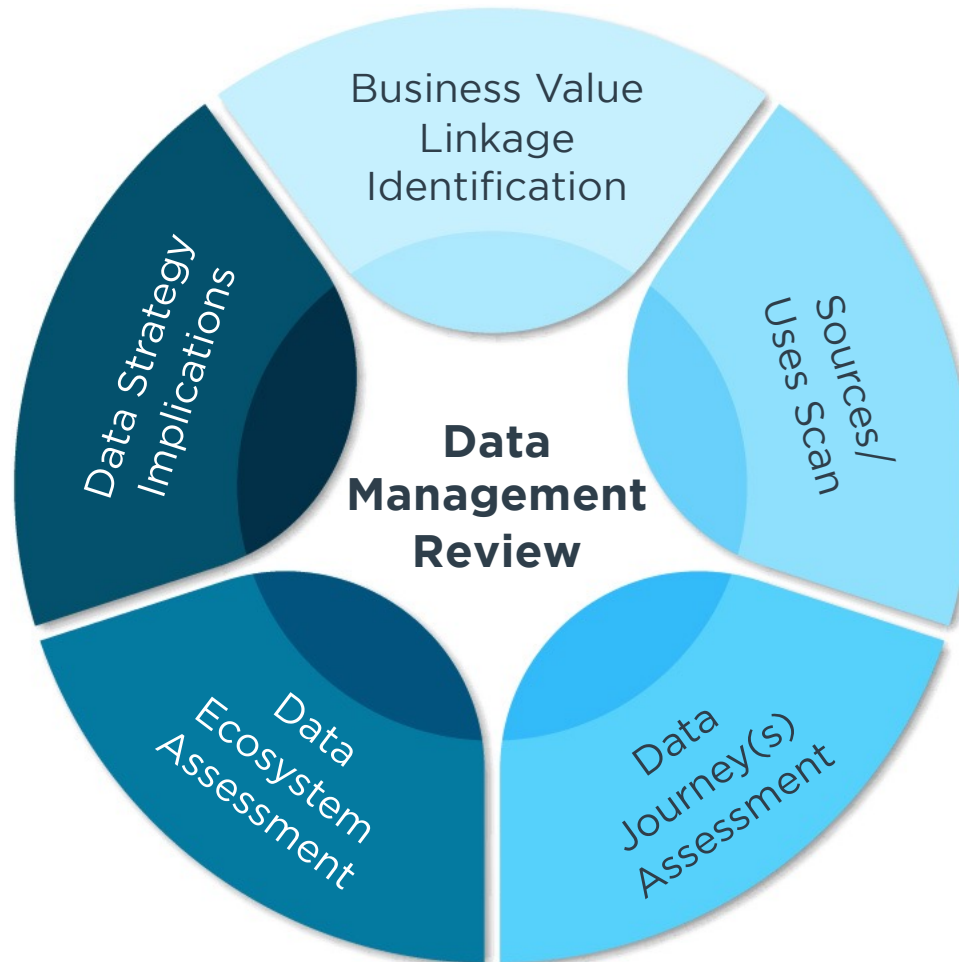 Business Value
Linkage
Identification
Sources/
Uses Scan
Data
Journey(s)
Assessment
Data
Ecosystem
Assessment
Data Strategy
Implications
Data
Management
Review